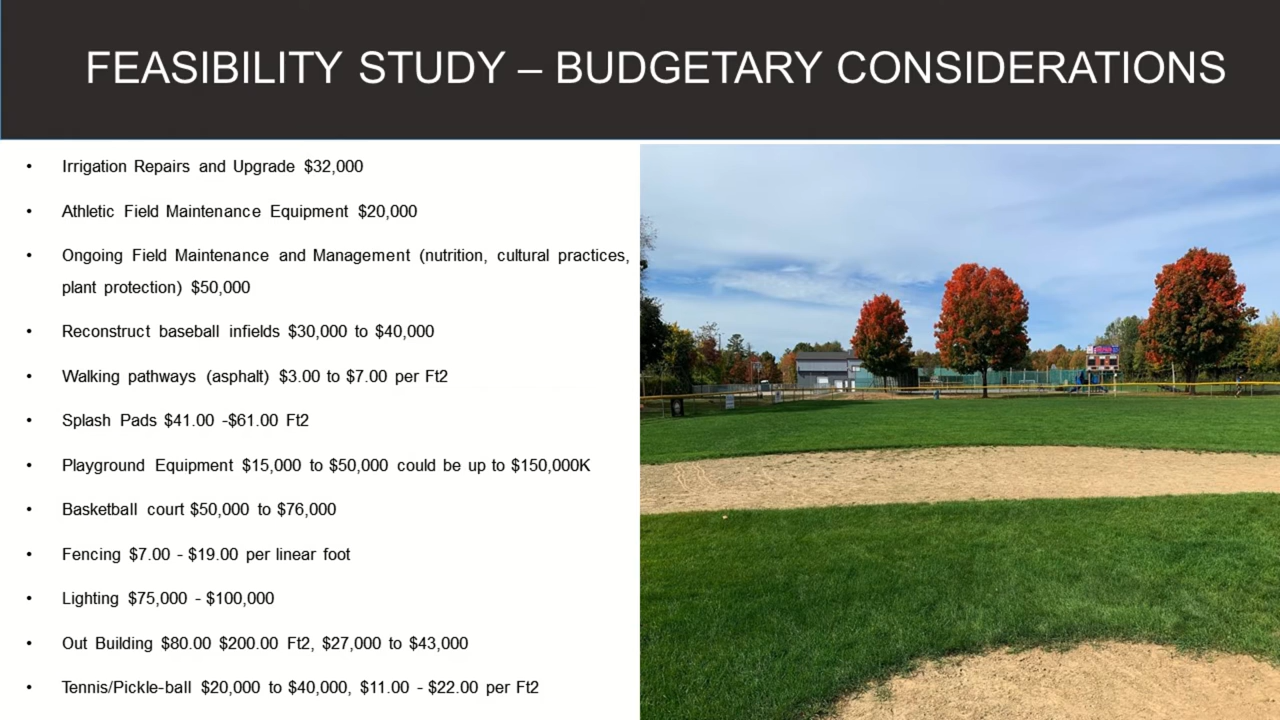 FEASIBILITY STUDY – BUDGETARY CONSIDERATIONS
• Irrigation Repairs and Upgrade $32,000
• Athletic Field Maintenance Equipment $20,000
• Ongoing Field Maintenance and Management (nutrition, cultural practices,
plant protection) $50,000
• Reconstruct baseball infields $30,000 to $40,000
• Walking pathways (asphalt) $3.00 to $7.00 per Ft2
• Splash Pads $41.00 -$61.00 Ft2
• Playground Equipment $15,000 to $50,000 could be up to $150,000K
• Basketball court $50,000 to $76,000
• Fencing $7.00 - $19.00 per linear foot
• Lighting $75,000 - $100,000
• Out Building $80.00 $200.00 Ft2, $27,000 to $43,000
• Tennis/Pickle-ball $20,000 to $40,000, $11.00 - $22.00 per Ft2